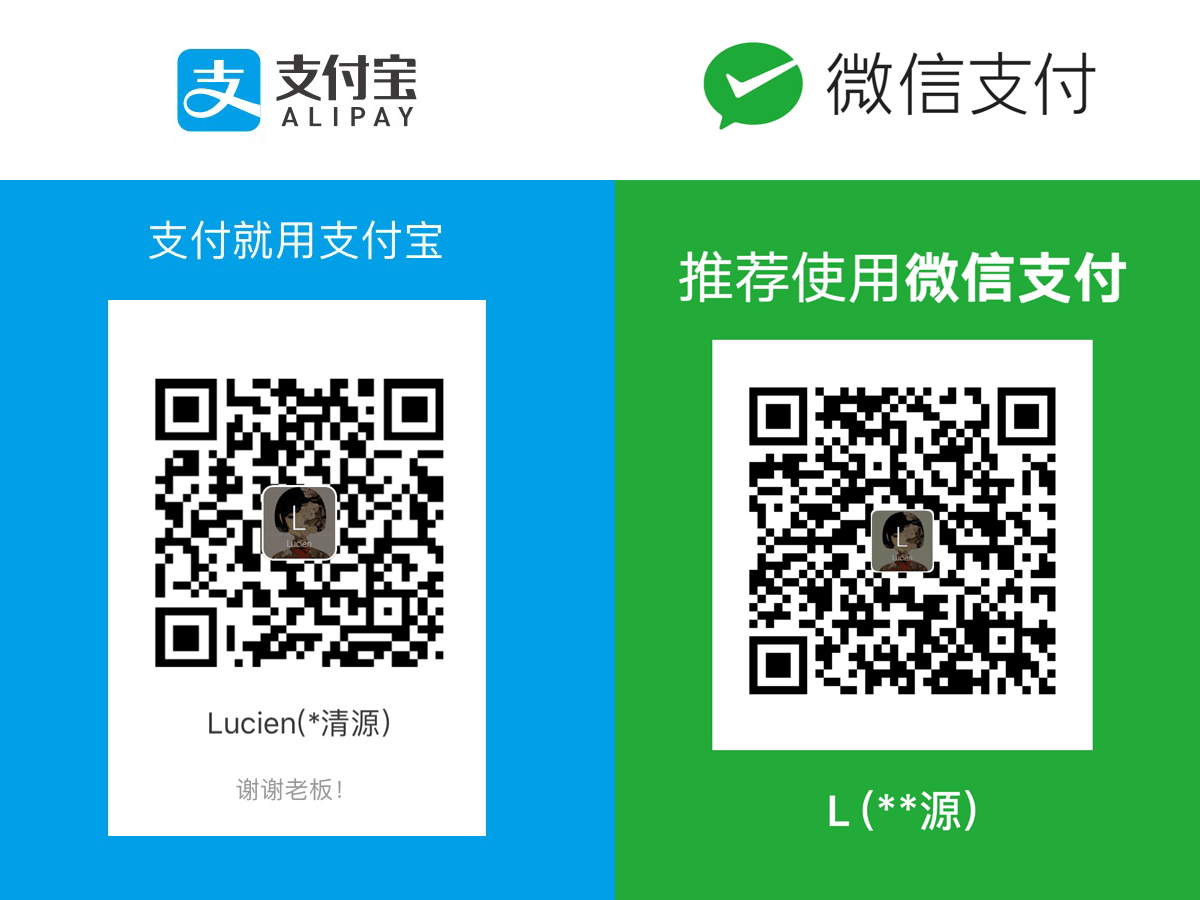 支付宝
ALIPAY
支付就用支付宝
L
Lucien
Lucien(*清源)
谢谢老板!
微信支付
推荐使用微信支付
L
Lucien
L (**源)